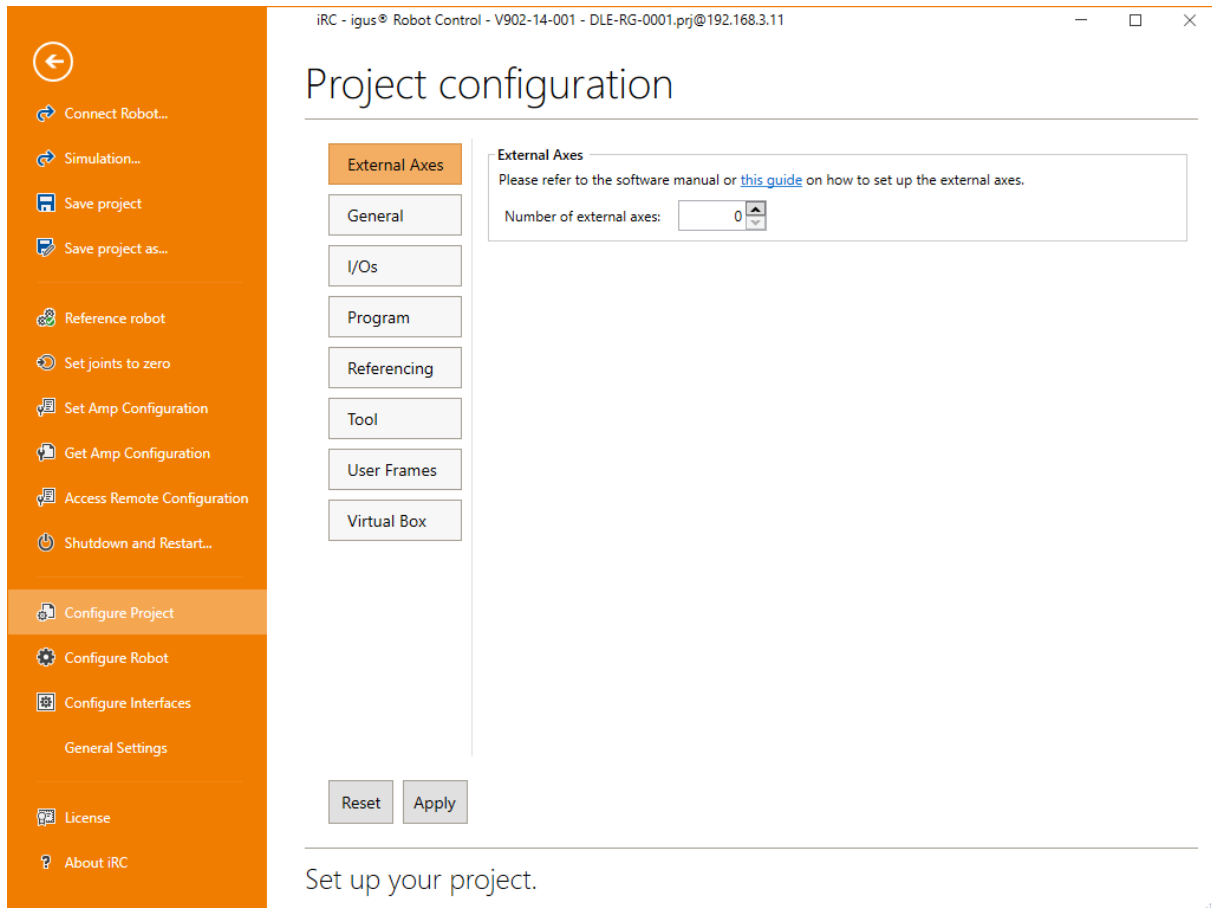 iRC - igus® Robot Control - V902-14-001 - DLE-RG-0001.prj@192.168.3.11
Connect Robot...
Simulation...
Save project
Save project as...
Reference robot
Set joints to zero
Set Amp Configuration
Get Amp Configuration
Access Remote Configuration
Shutdown and Restart...
Configure Project
Configure Robot
Configure Interfaces
General Settings
License
About iRC
Project configuration
External Axes
General
I/Os
Program
Referencing
Tool
User Frames
Virtual Box
External Axes
Please refer to the software manual or this guide on how to set up the external axes.
Number of external axes: 0
Reset Apply
Set up your project.